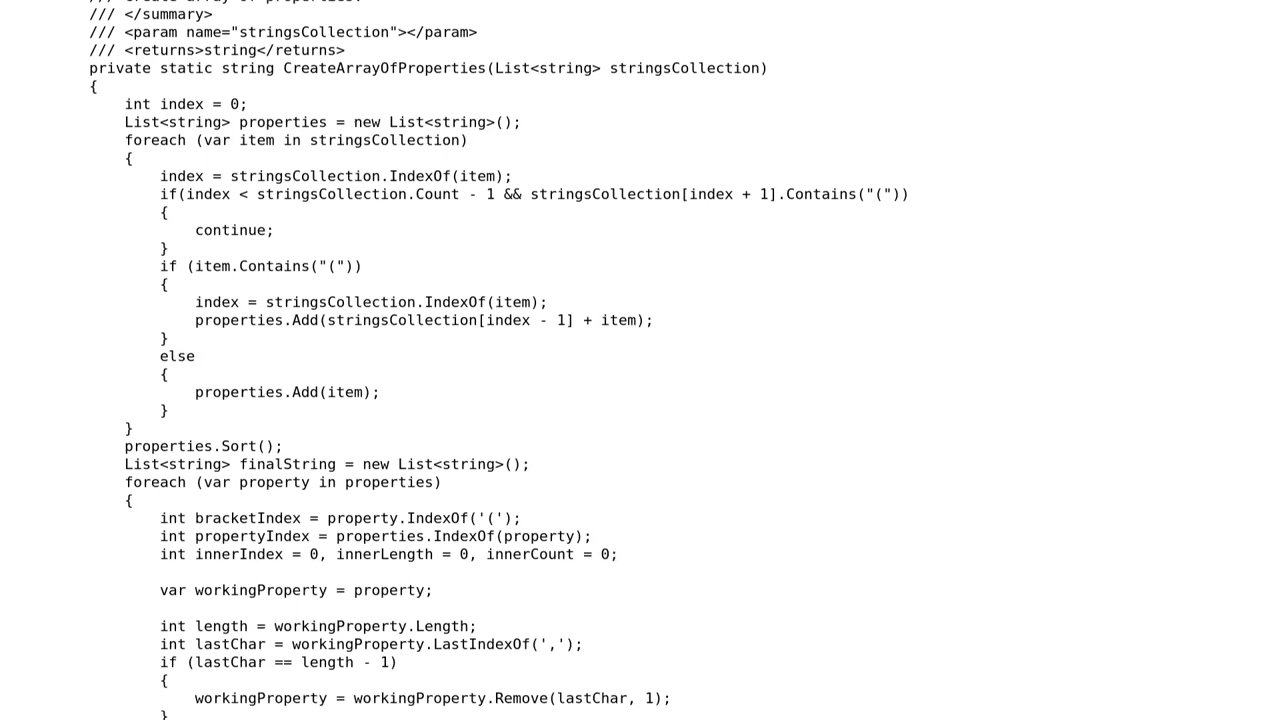 /// </summary>
/// <param name="stringsCollection"></param>
/// <returns>string</returns>
private static string CreateArrayOfProperties(List<string> stringsCollection)
{
    int index = 0;
    List<string> properties = new List<string>();
    foreach (var item in stringsCollection)
    {
        index = stringsCollection.IndexOf(item);
        if(index < stringsCollection.Count - 1 && stringsCollection[index + 1].Contains("("))
        {
            continue;
        }
        if (item.Contains("("))
        {
            index = stringsCollection.IndexOf(item);
            properties.Add(stringsCollection[index - 1] + item);
        }
        else
        {
            properties.Add(item);
        }
    }
    properties.Sort();
    List<string> finalString = new List<string>();
    foreach (var property in properties)
    {
        int bracketIndex = property.IndexOf('(');
        int propertyIndex = properties.IndexOf(property);
        int innerIndex = 0, innerLength = 0, innerCount = 0;

        var workingProperty = property;

        int length = workingProperty.Length;
        int lastChar = workingProperty.LastIndexOf(',');
        if (lastChar == length - 1)
        {
            workingProperty = workingProperty.Remove(lastChar, 1);
        }